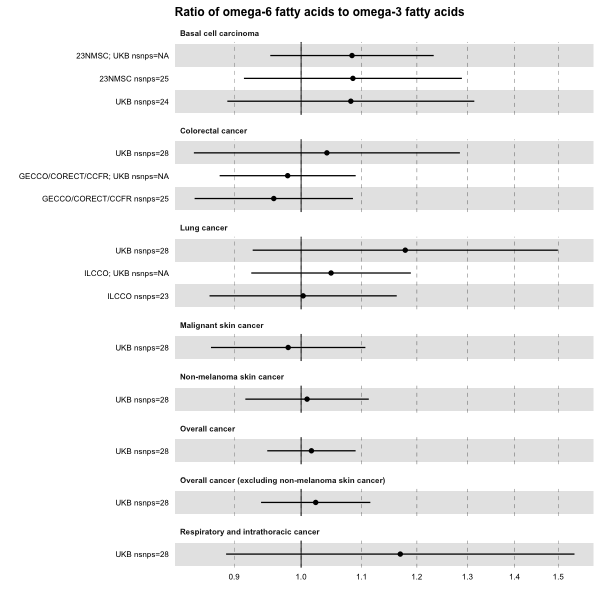 Ratio of omega-6 fatty acids to omega-3 fatty acids
Basal cell carcinoma
23NMSC; UKB nsnps=NA
23NMSC nsnps=25
UKB nsnps=24
Colorectal cancer
UKB nsnps=28
GECCO/CORECT/CCFR; UKB nsnps=NA
GECCO/CORECT/CCFR nsnps=25
Lung cancer
UKB nsnps=28
ILCCO; UKB nsnps=NA
ILCCO nsnps=23
Malignant skin cancer
UKB nsnps=28
Non-melanoma skin cancer
UKB nsnps=28
Overall cancer
UKB nsnps=28
Overall cancer (excluding non-melanoma skin cancer)
UKB nsnps=28
Respiratory and intrathoracic cancer
UKB nsnps=28
0.9 1.0 1.1 1.2 1.3 1.4 1.5